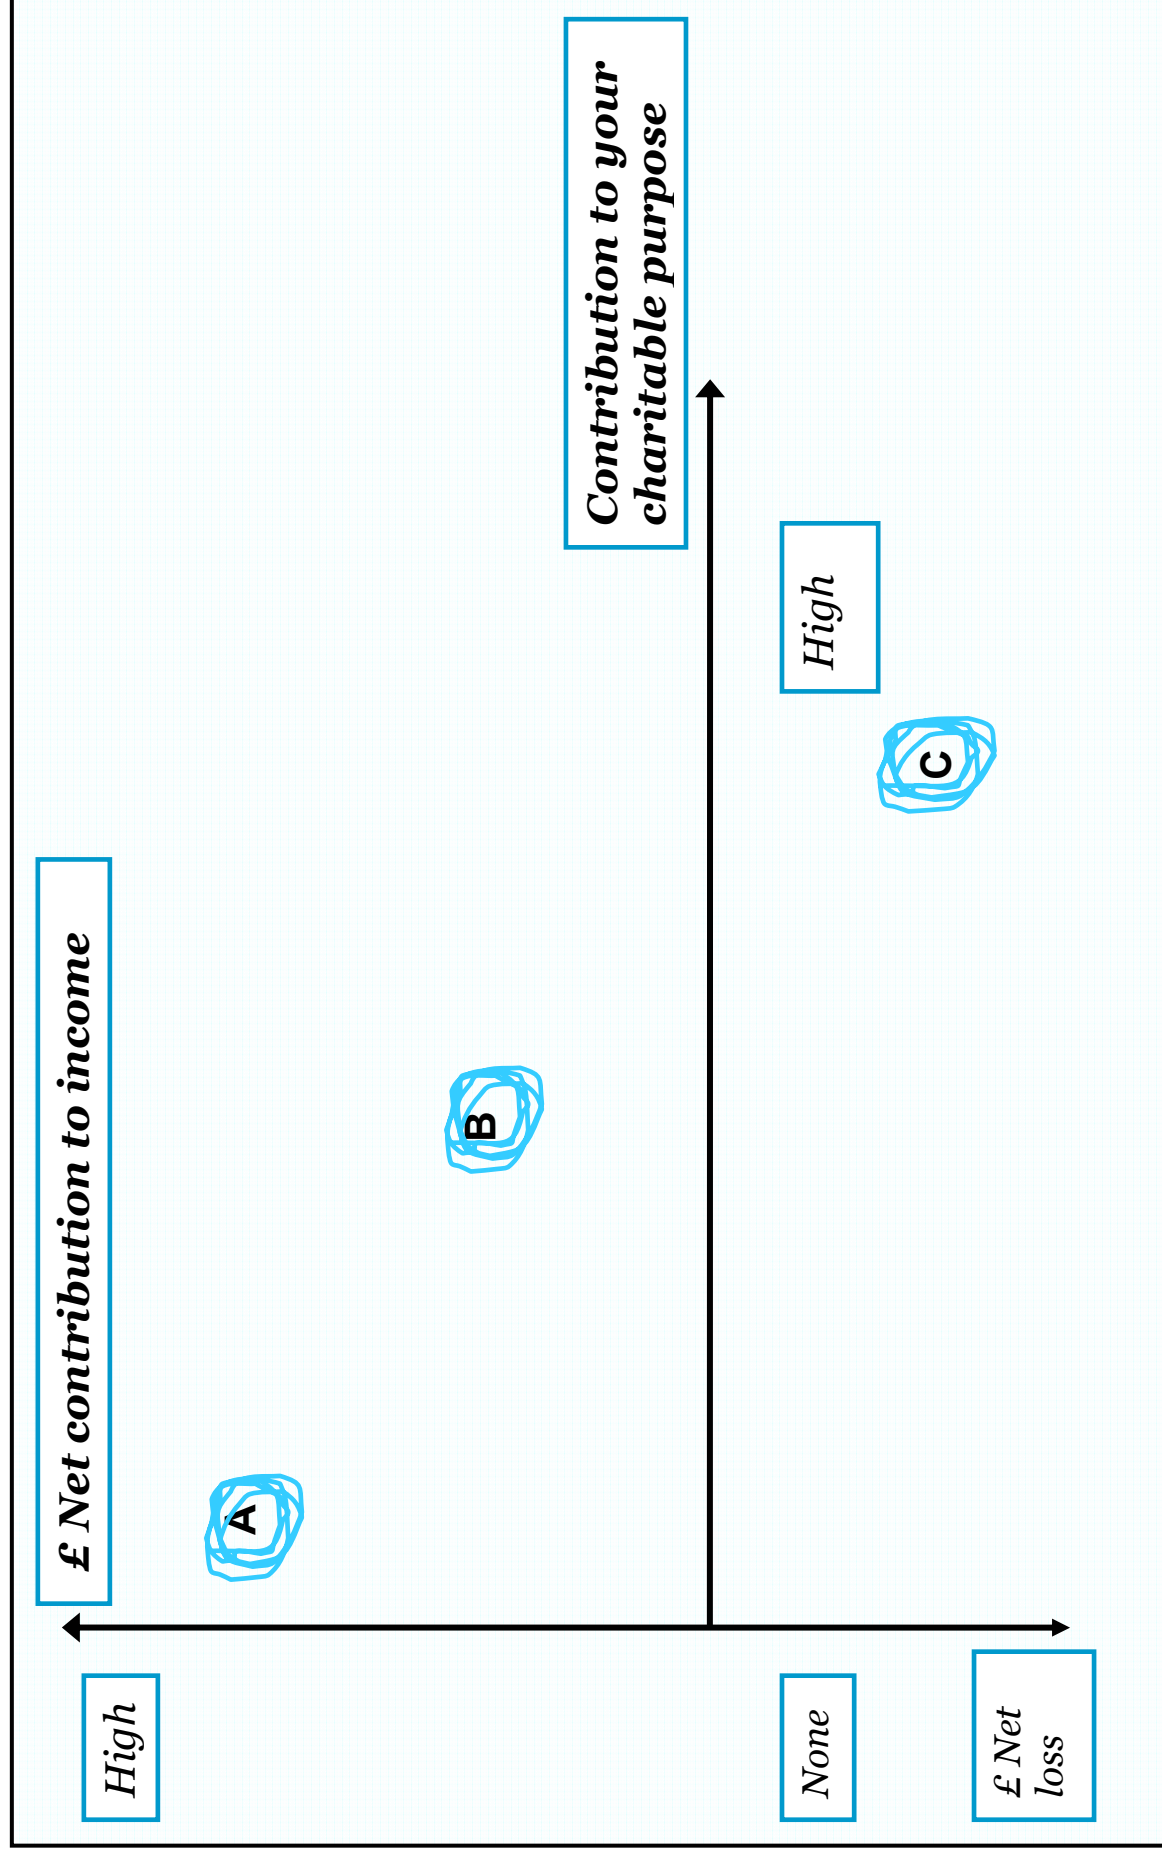 £ Net contribution to income
High
A
B
Contribution to your
charitable purpose
None
High
C
£ Net
loss